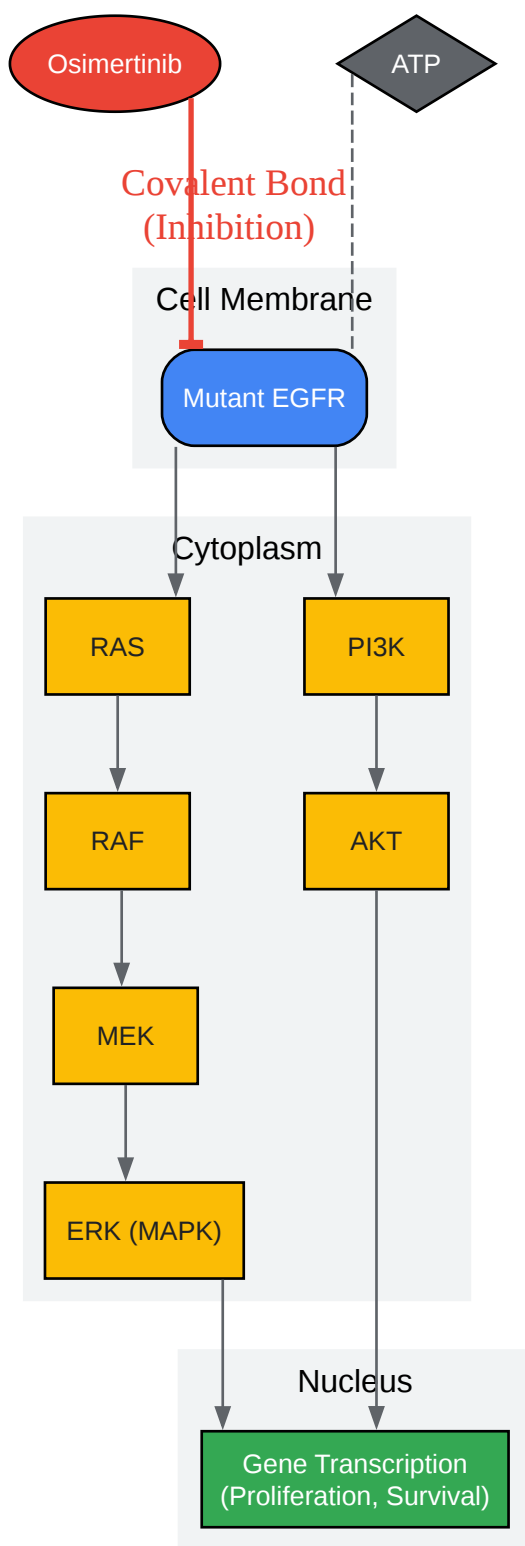 Osimertinib
ATP
Covalent Bond
(Inhibition)
Cell Membrane
Mutant EGFR
Cytoplasm
RAS
PI3K
RAF
AKT
MEK
ERK (MAPK)
Nucleus
Gene Transcription
(Proliferation, Survival)